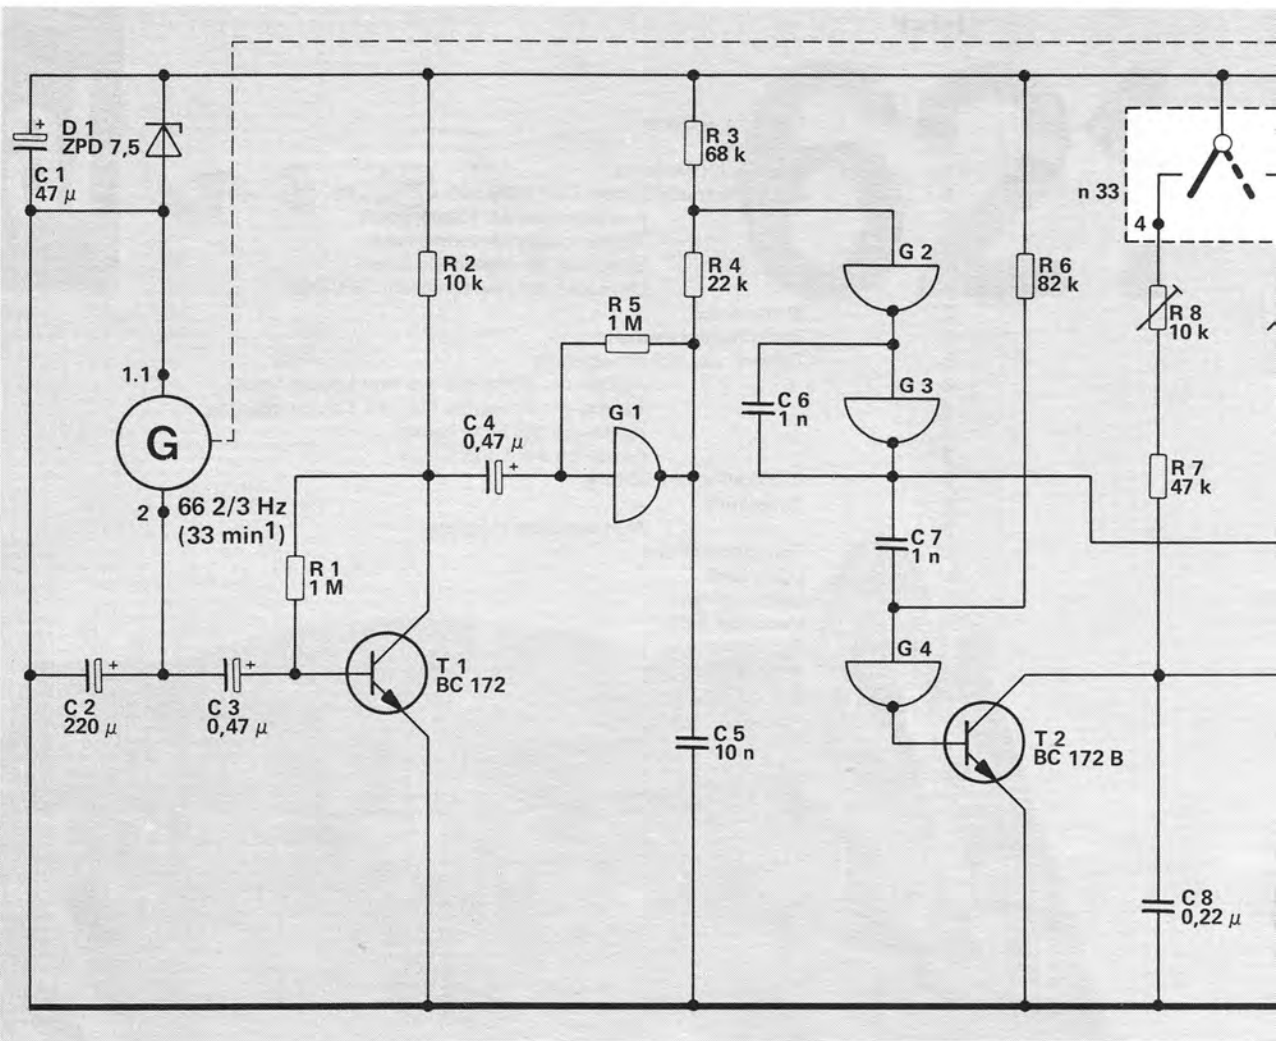 D 1
ZPD 7,5
+
C 1
47 µ
R 3
68 k
n 33
4
G 2
R 2
10 k
R 4
22 k
R 6
82 k
R 5
1 M
R 8
10 k
1.1
G 3
C 6
1 n
G 1
G
C 4
0,47 µ
+
R 7
47 k
2
66 2/3 Hz
(33 min1)
C 7
1 n
R 1
1 M
G 4
+
+
T 1
BC 172
C 2
220 µ
C 3
0,47 µ
C 5
10 n
T 2
BC 172 B
C 8
0,22 µ